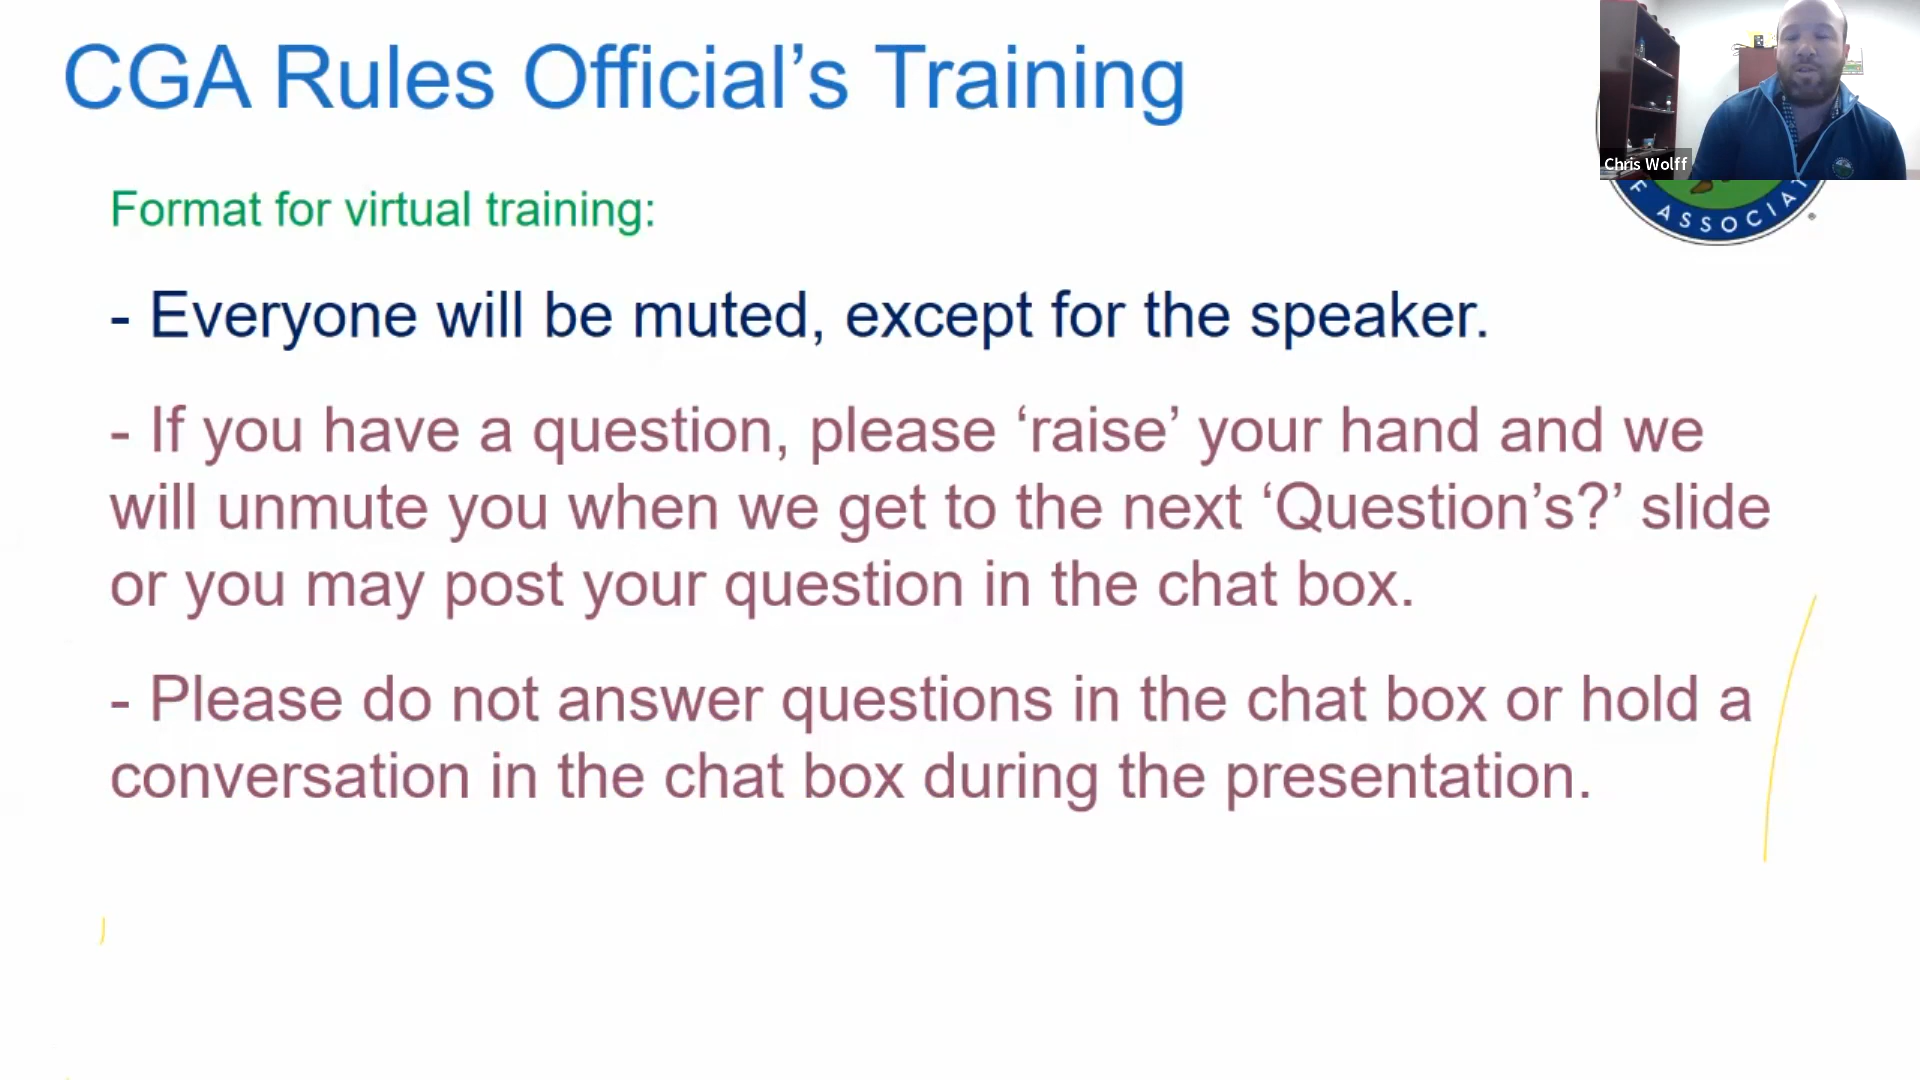 CGA Rules Official’s Training
Chris Wolff
F ASSOCIAT
®
Format for virtual training:
- Everyone will be muted, except for the speaker.
- If you have a question, please ‘raise’ your hand and we
will unmute you when we get to the next ‘Question’s?’ slide
or you may post your question in the chat box.
- Please do not answer questions in the chat box or hold a
conversation in the chat box during the presentation.